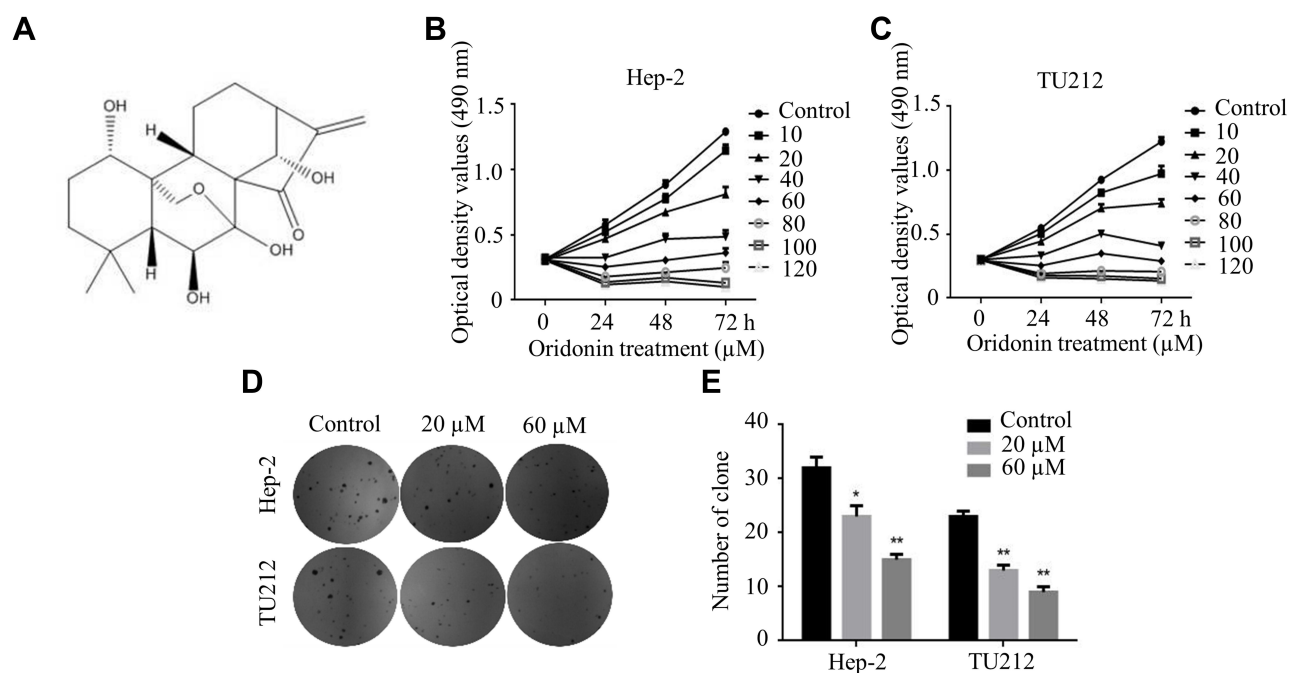 A
OH
H
OH
O
O
OH
H
OH
B
Hep-2
Optical density values (490 nm)
1.5
1.0
0.5
0
0 24 48 72 h
Oridonin treatment (µM)
Control
10
20
40
60
80
100
120
C
TU212
Optical density values (490 nm)
1.5
1.0
0.5
0
0 24 48 72 h
Oridonin treatment (µM)
Control
10
20
40
60
80
100
120
D
Control 20 µM 60 µM
Hep-2
TU212
E
Number of clone
40
30
20
10
0
Control
20 µM
60 µM
*
**
**
**
Hep-2 TU212